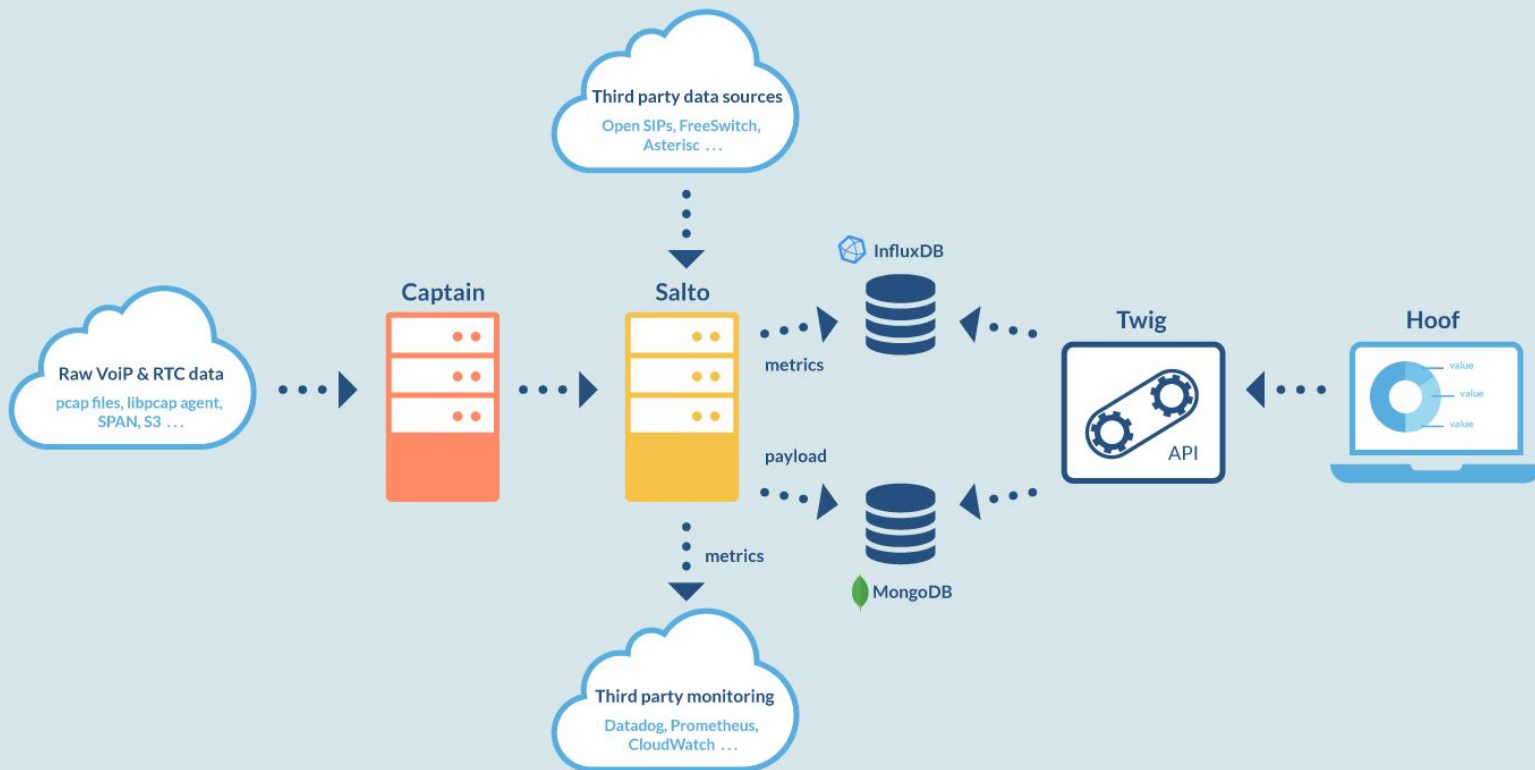 Third party data sources
Open SIPs, FreeSwitch,
Asterisc ...
InfluxDB
Captain
Salto
Twig
Hoof
metrics
value
value
value
Raw VoiP & RTC data
pcap files, libpcap agent,
SPAN, S3 ...
API
payload
metrics
MongoDB
Third party monitoring
Datadog, Prometheus,
CloudWatch ...